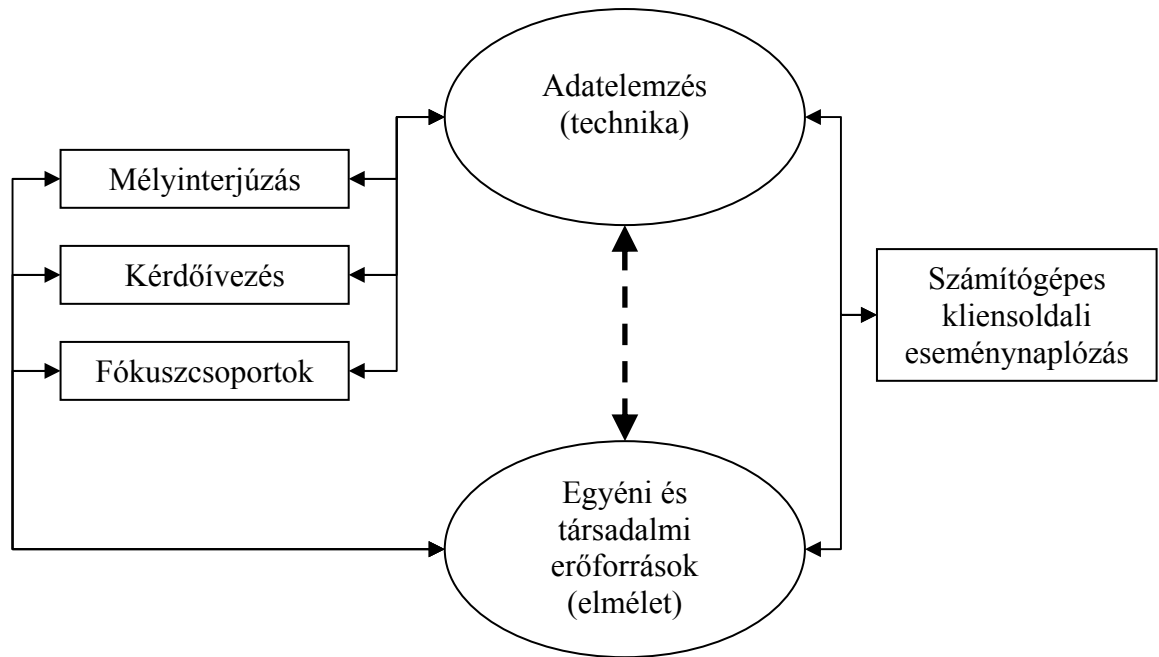 Adatelemzés
(technika)
Mélyinterjúzás
Kérdőívezés
Fókuszcsoportok
Számítógépes
kliensoldali
eseménynaplózás
Egyéni és
társadalmi
erőforrások
(elmélet)